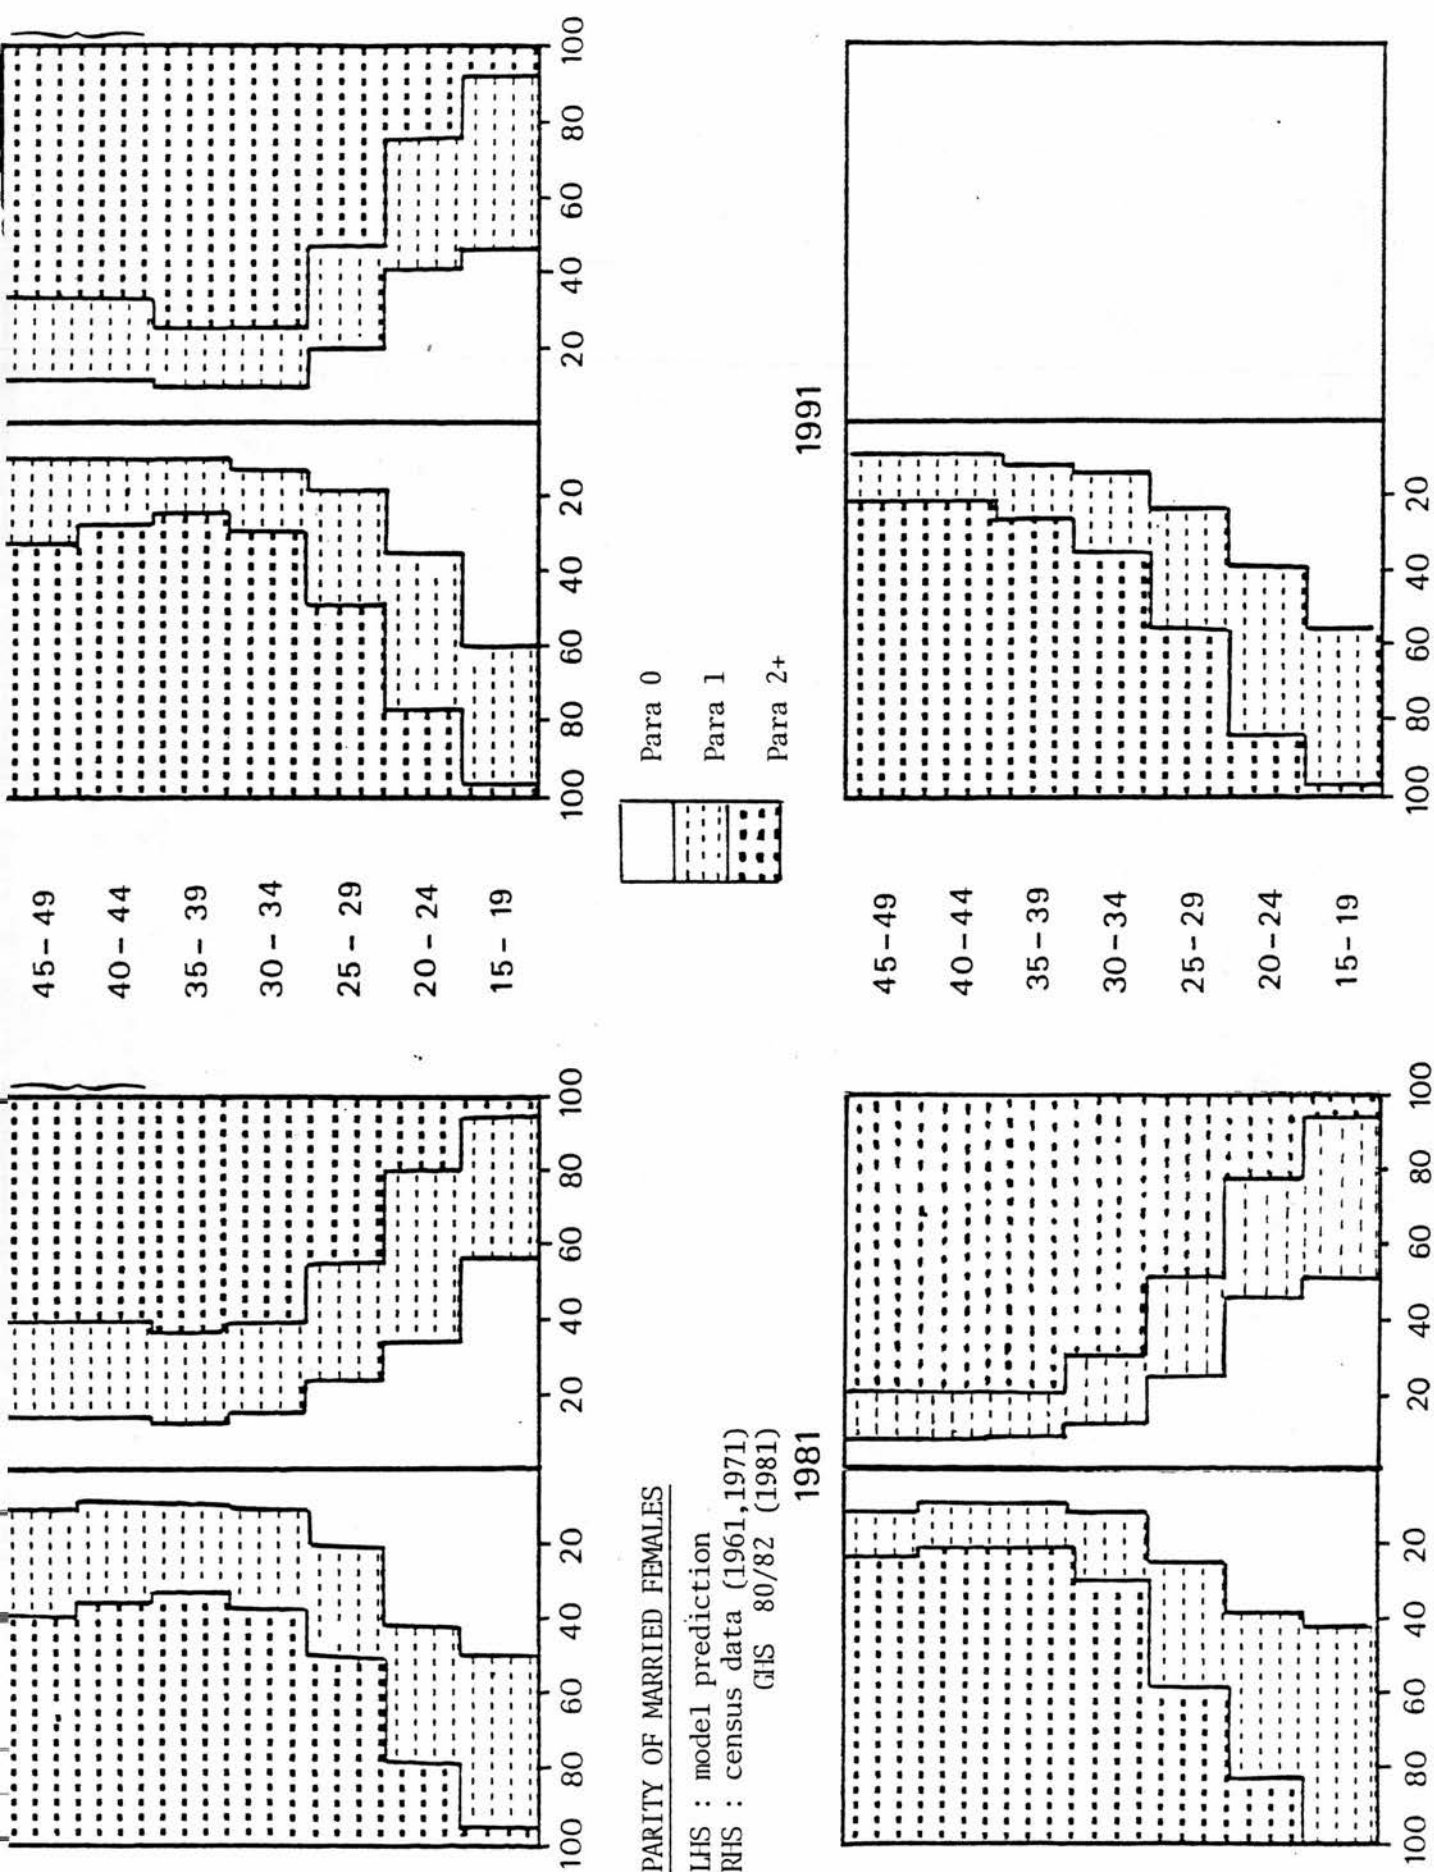 45-49
40-44
35-39
30-34
25-29
20-24
15-19
100 80 60 40 20 20 40 60 80 100
100 80 60 40 20 20 40 60 80 100
PARITY OF MARRIED FEMALES
LHS : model prediction
RHS : census data (1961,1971)
GHS 80/82 (1981)
Para 0
Para 1
Para 2+
1981
1991
45-49
40-44
35-39
30-34
25-29
20-24
15-19
100 80 60 40 20 20 40 60 80 100
100 80 60 40 20